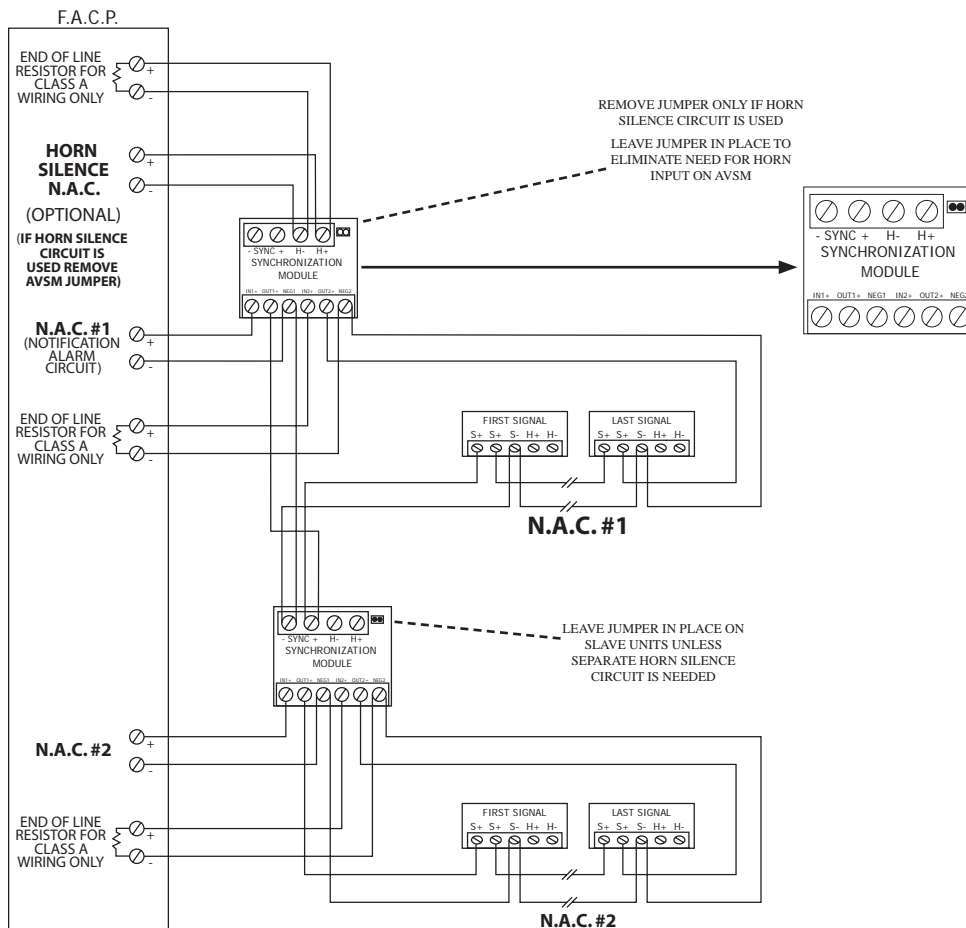 F.A.C.P.
END OF LINE
RESISTOR FOR
CLASS A
WIRING ONLY
+
-
HORN
SILENCE
N.A.C.
+
-
(OPTIONAL)
(IF HORN SILENCE
CIRCUIT IS
USED REMOVE
AVSM JUMPER)
N.A.C. #1
(NOTIFICATION
ALARM
CIRCUIT)
+
-
END OF LINE
RESISTOR FOR
CLASS A
WIRING ONLY
+
-
REMOVE JUMPER ONLY IF HORN
SILENCE CIRCUIT IS USED
LEAVE JUMPER IN PLACE TO
ELIMINATE NEED FOR HORN
INPUT ON AVSM
- SYNC + H- H+
SYNCHRONIZATION
MODULE
IN1+ OUT1+ NEG1 IN2+ OUT2+ NEG2
- SYNC + H- H+
SYNCHRONIZATION
MODULE
IN1+ OUT1+ NEG1 IN2+ OUT2+ NEG2
FIRST SIGNAL
S+ S+ S- H+ H-
LAST SIGNAL
S+ S+ S- H+ H-
N.A.C. #1
- SYNC + H- H+
SYNCHRONIZATION
MODULE
IN1+ OUT1+ NEG1 IN2+ OUT2+ NEG2
LEAVE JUMPER IN PLACE ON
SLAVE UNITS UNLESS
SEPARATE HORN SILENCE
CIRCUIT IS NEEDED
N.A.C. #2
+
-
END OF LINE
RESISTOR FOR
CLASS A
WIRING ONLY
+
-
FIRST SIGNAL
S+ S+ S- H+ H-
LAST SIGNAL
S+ S+ S- H+ H-
N.A.C. #2